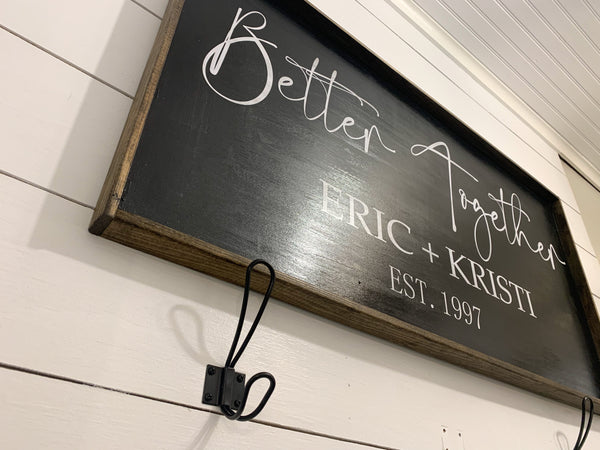 Better Together
ERIC + KRISTI
EST. 1997